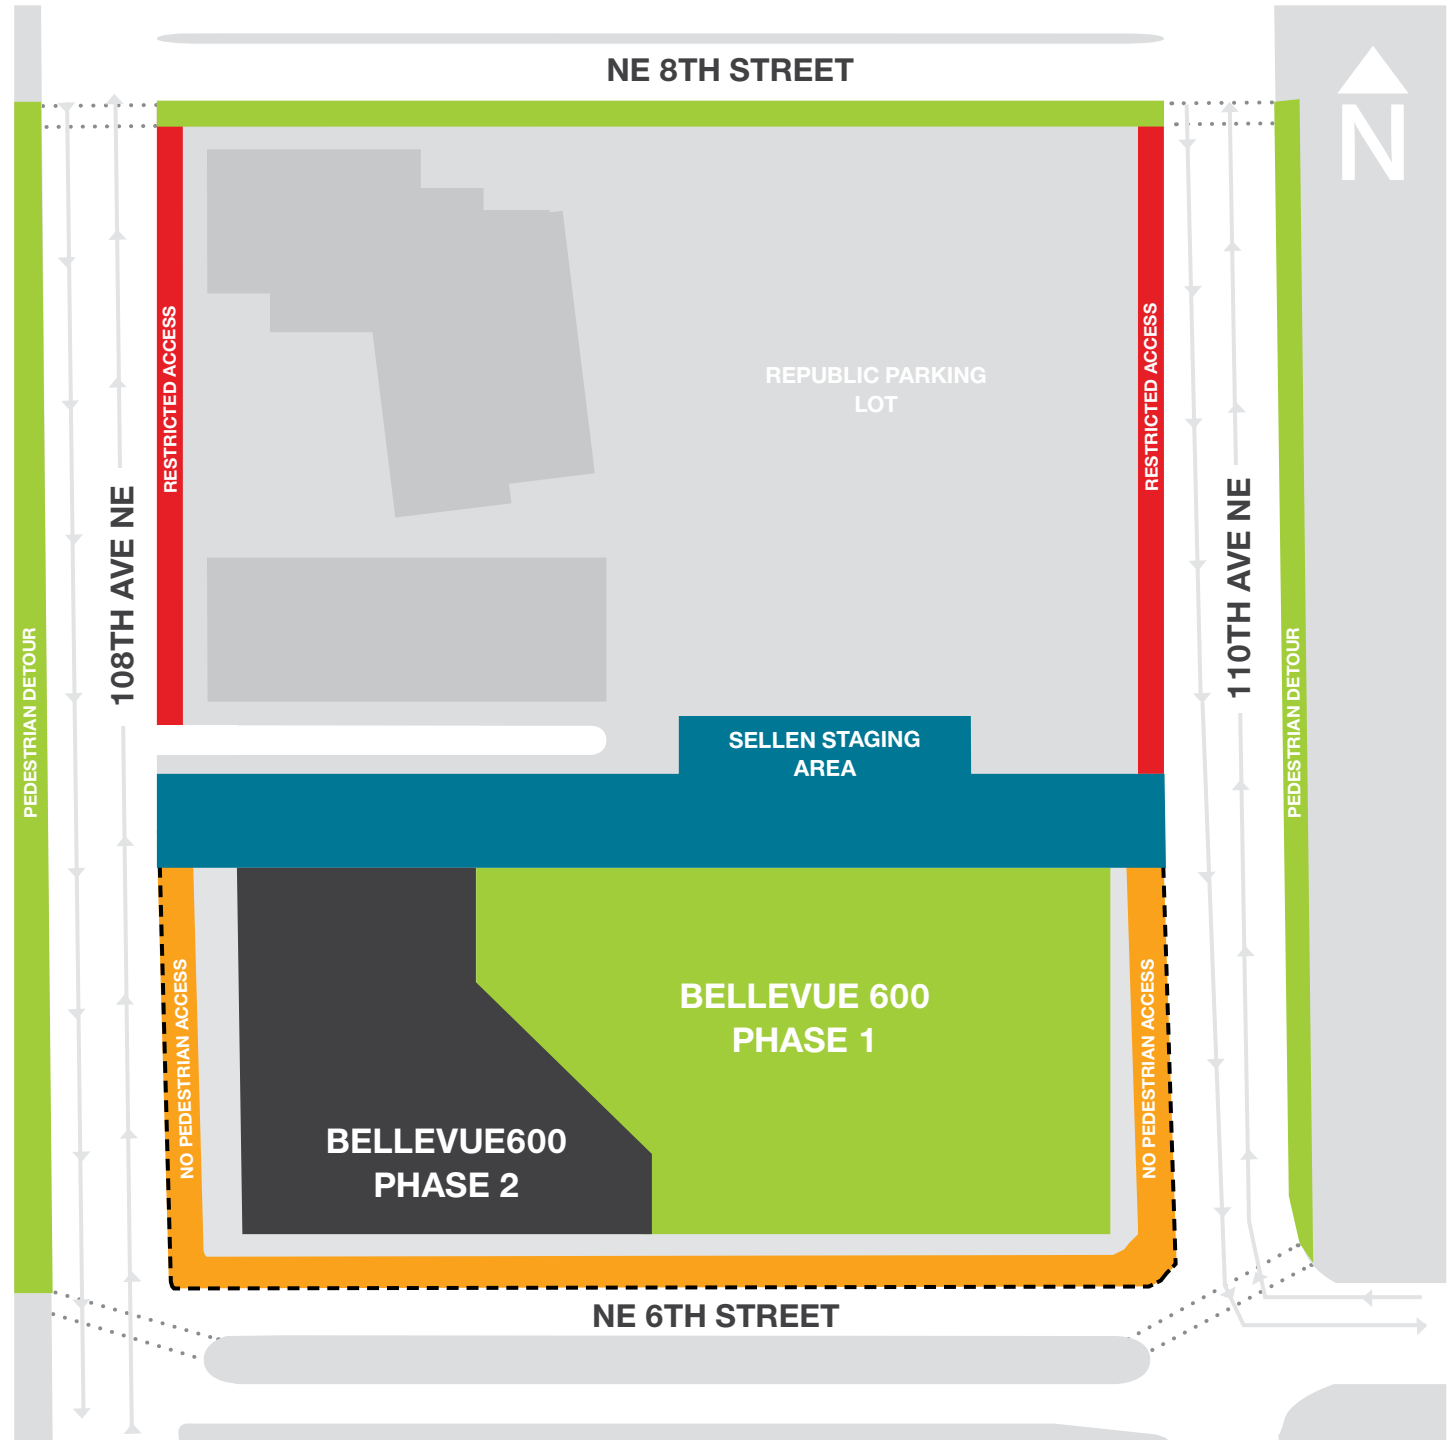 NE 8TH STREET
N
RESTRICTED ACCESS
RESTRICTED ACCESS
REPUBLIC PARKING
LOT
108TH AVE NE
110TH AVE NE
PEDESTRIAN DETOUR
PEDESTRIAN DETOUR
SELLEN STAGING
AREA
NO PEDESTRIAN ACCESS
NO PEDESTRIAN ACCESS
BELLEVUE 600
PHASE 1
BELLEVUE600
PHASE 2
NE 6TH STREET